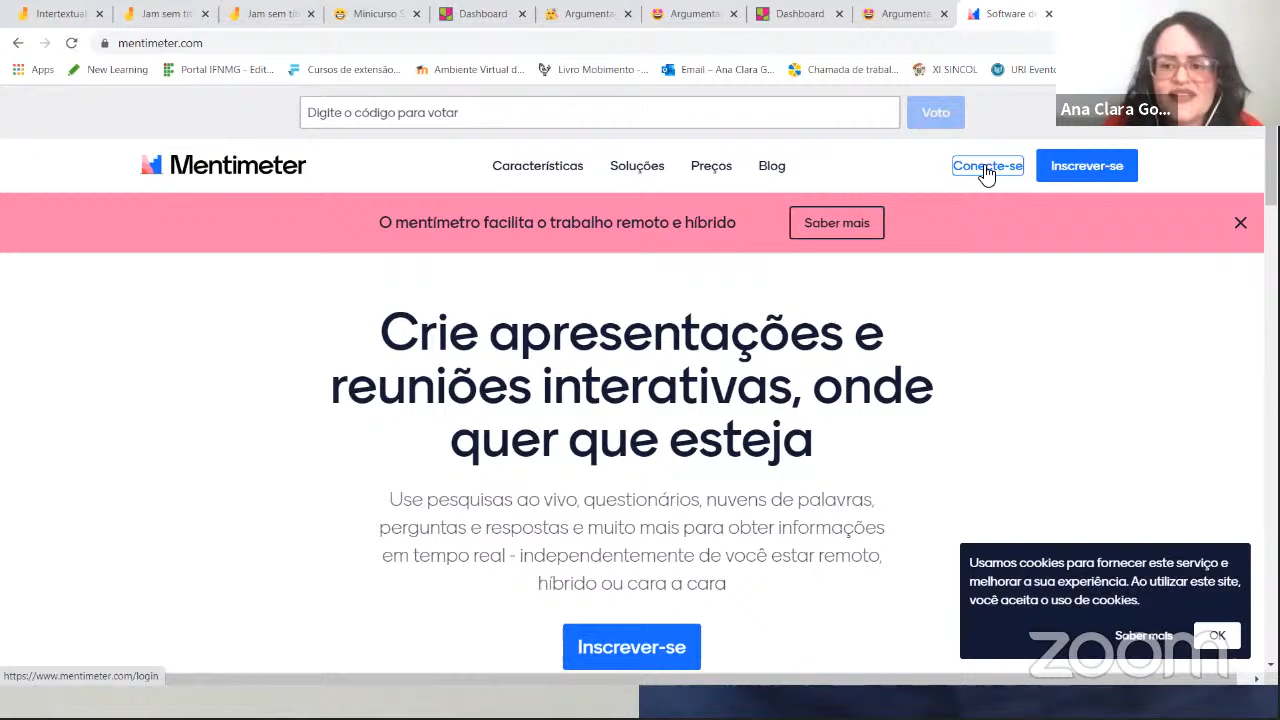 Intertextual
Jam sem tít
Jam sem tít
Minicurso S
Dashboard
Argumenta
Argumenta
Dashboard
Argumenta
Software de
mentimeter.com
Apps
New Learning
Portal IFNMG - Edit...
Cursos de extensão...
Ambiente Virtual d...
Livro Mobimento -...
Email – Ana Clara G...
Chamada de trabal...
XI SINCOL
URI Evento
Ana Clara Go...
Digite o código para votar
Voto
Mentimeter
Características
Soluções
Preços
Blog
Conecte-se
Inscrever-se
O mentímetro facilita o trabalho remoto e híbrido
Saber mais
Crie apresentações e
reuniões interativas, onde
quer que esteja
Use pesquisas ao vivo, questionários, nuvens de palavras,
perguntas e respostas e muito mais para obter informações
em tempo real - independentemente de você estar remoto,
híbrido ou cara a cara
Inscrever-se
Usamos cookies para fornecer este serviço e
melhorar a sua experiência. Ao utilizar este site,
você aceita o uso de cookies.
Saber mais
OK
zoom
https://www.mentimeter.com/login